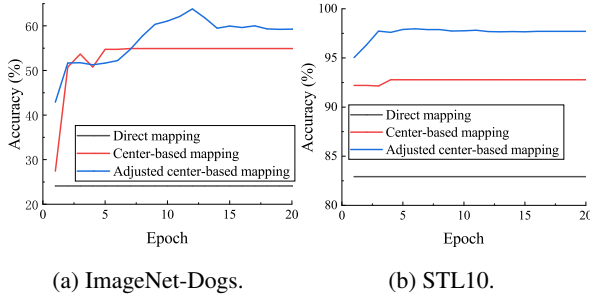 60
50
40
30
20
0
5
10
15
20
Accuracy (%)
Epoch
Direct mapping
Center-based mapping
Adjusted center-based mapping
(a) ImageNet-Dogs.
100
95
90
85
80
0
5
10
15
20
Accuracy (%)
Epoch
Direct mapping
Center-based mapping
Adjusted center-based mapping
(b) STL10.